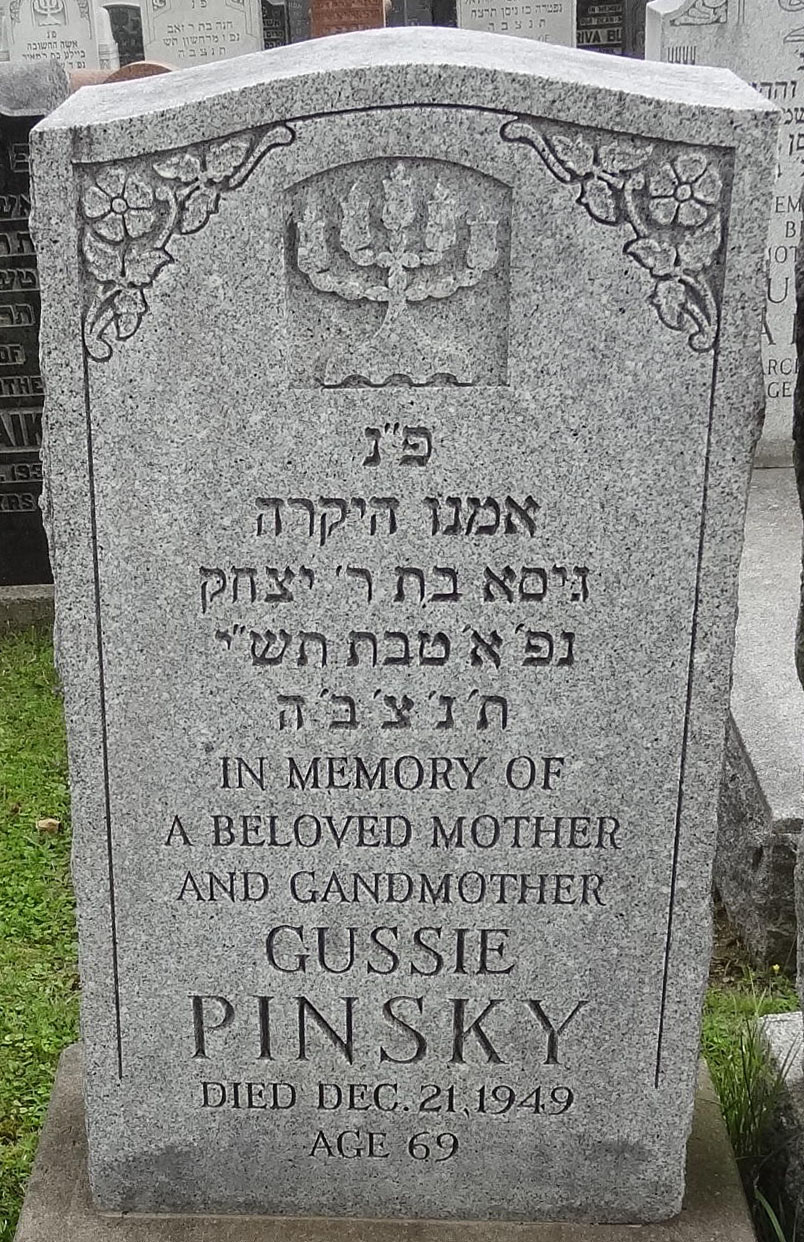 פ"נ
אמנו היקרה
גיסא בת ר' יצחק
נפ' א' טבת תש"י
ת' נ' צ' ב' ה
IN MEMORY OF
A BELOVED MOTHER
AND GANDMOTHER
GUSSIE
PINSKY
DIED DEC. 21, 1949
AGE 69